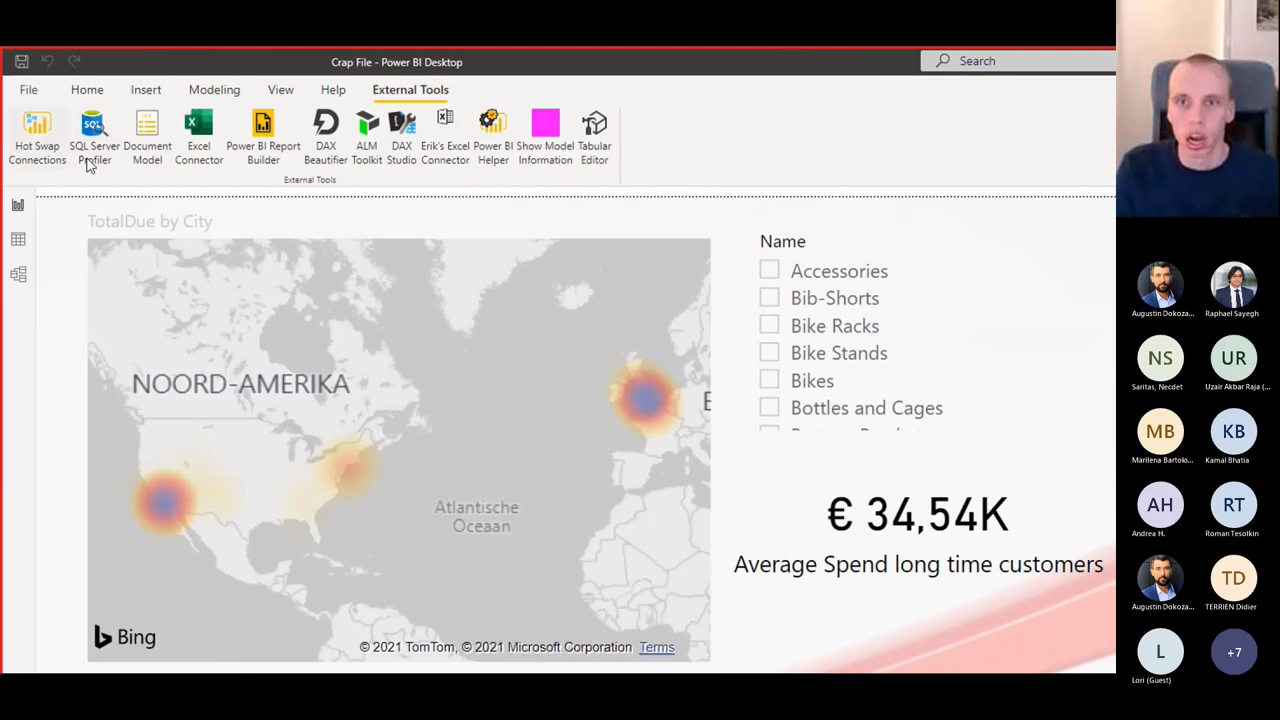 Crap File - Power BI Desktop
Search
File Home Insert Modeling View Help External Tools
Hot Swap Connections
SQL Server Profiler
Document Model
Excel Connector
Power BI Report Builder
DAX Beautifier
ALM Toolkit
DAX Studio
Erik's Excel Connector
Power BI Helper
Show Model Information
Tabular Editor
External Tools
TotalDue by City
NOORD-AMERIKA
Atlantische
Oceaan
E
Bing
© 2021 TomTom, © 2021 Microsoft Corporation Terms
Name
Accessories
Bib-Shorts
Bike Racks
Bike Stands
Bikes
Bottles and Cages
€ 34,54K
Average Spend long time customers
Augustin Dokoza... Raphael Sayegh
NS UR
Saritas, Necdet Uzair Akbar Raja (...
MB KB
Marilena Bartolo... Kamal Bhatia
AH RT
Andrea H. Roman Tesolkin
TD
Augustin Dokoza... TERRIEN Didier
L +7
Lori (Guest)